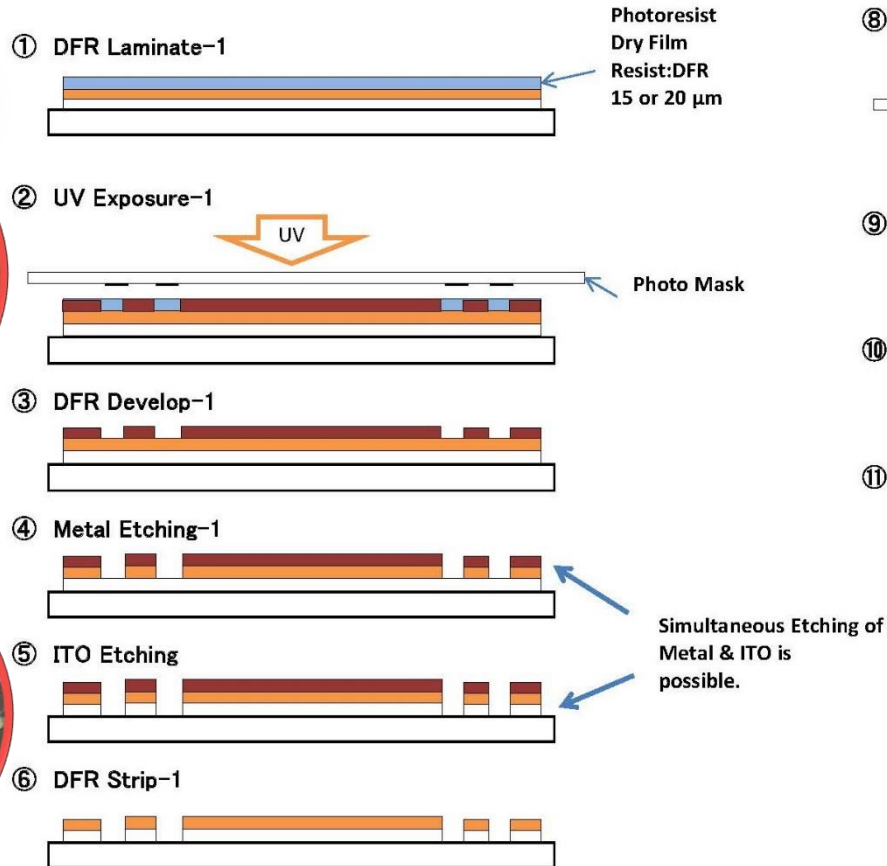 ① DFR Laminate-1
Photoresist
Dry Film
Resist:DFR
15 or 20 μm
② UV Exposure-1
UV
Photo Mask
③ DFR Develop-1
④ Metal Etching-1
Simultaneous Etching of
Metal & ITO is
possible.
⑤ ITO Etching
⑥ DFR Strip-1
⑧
⑨
⑩
⑪